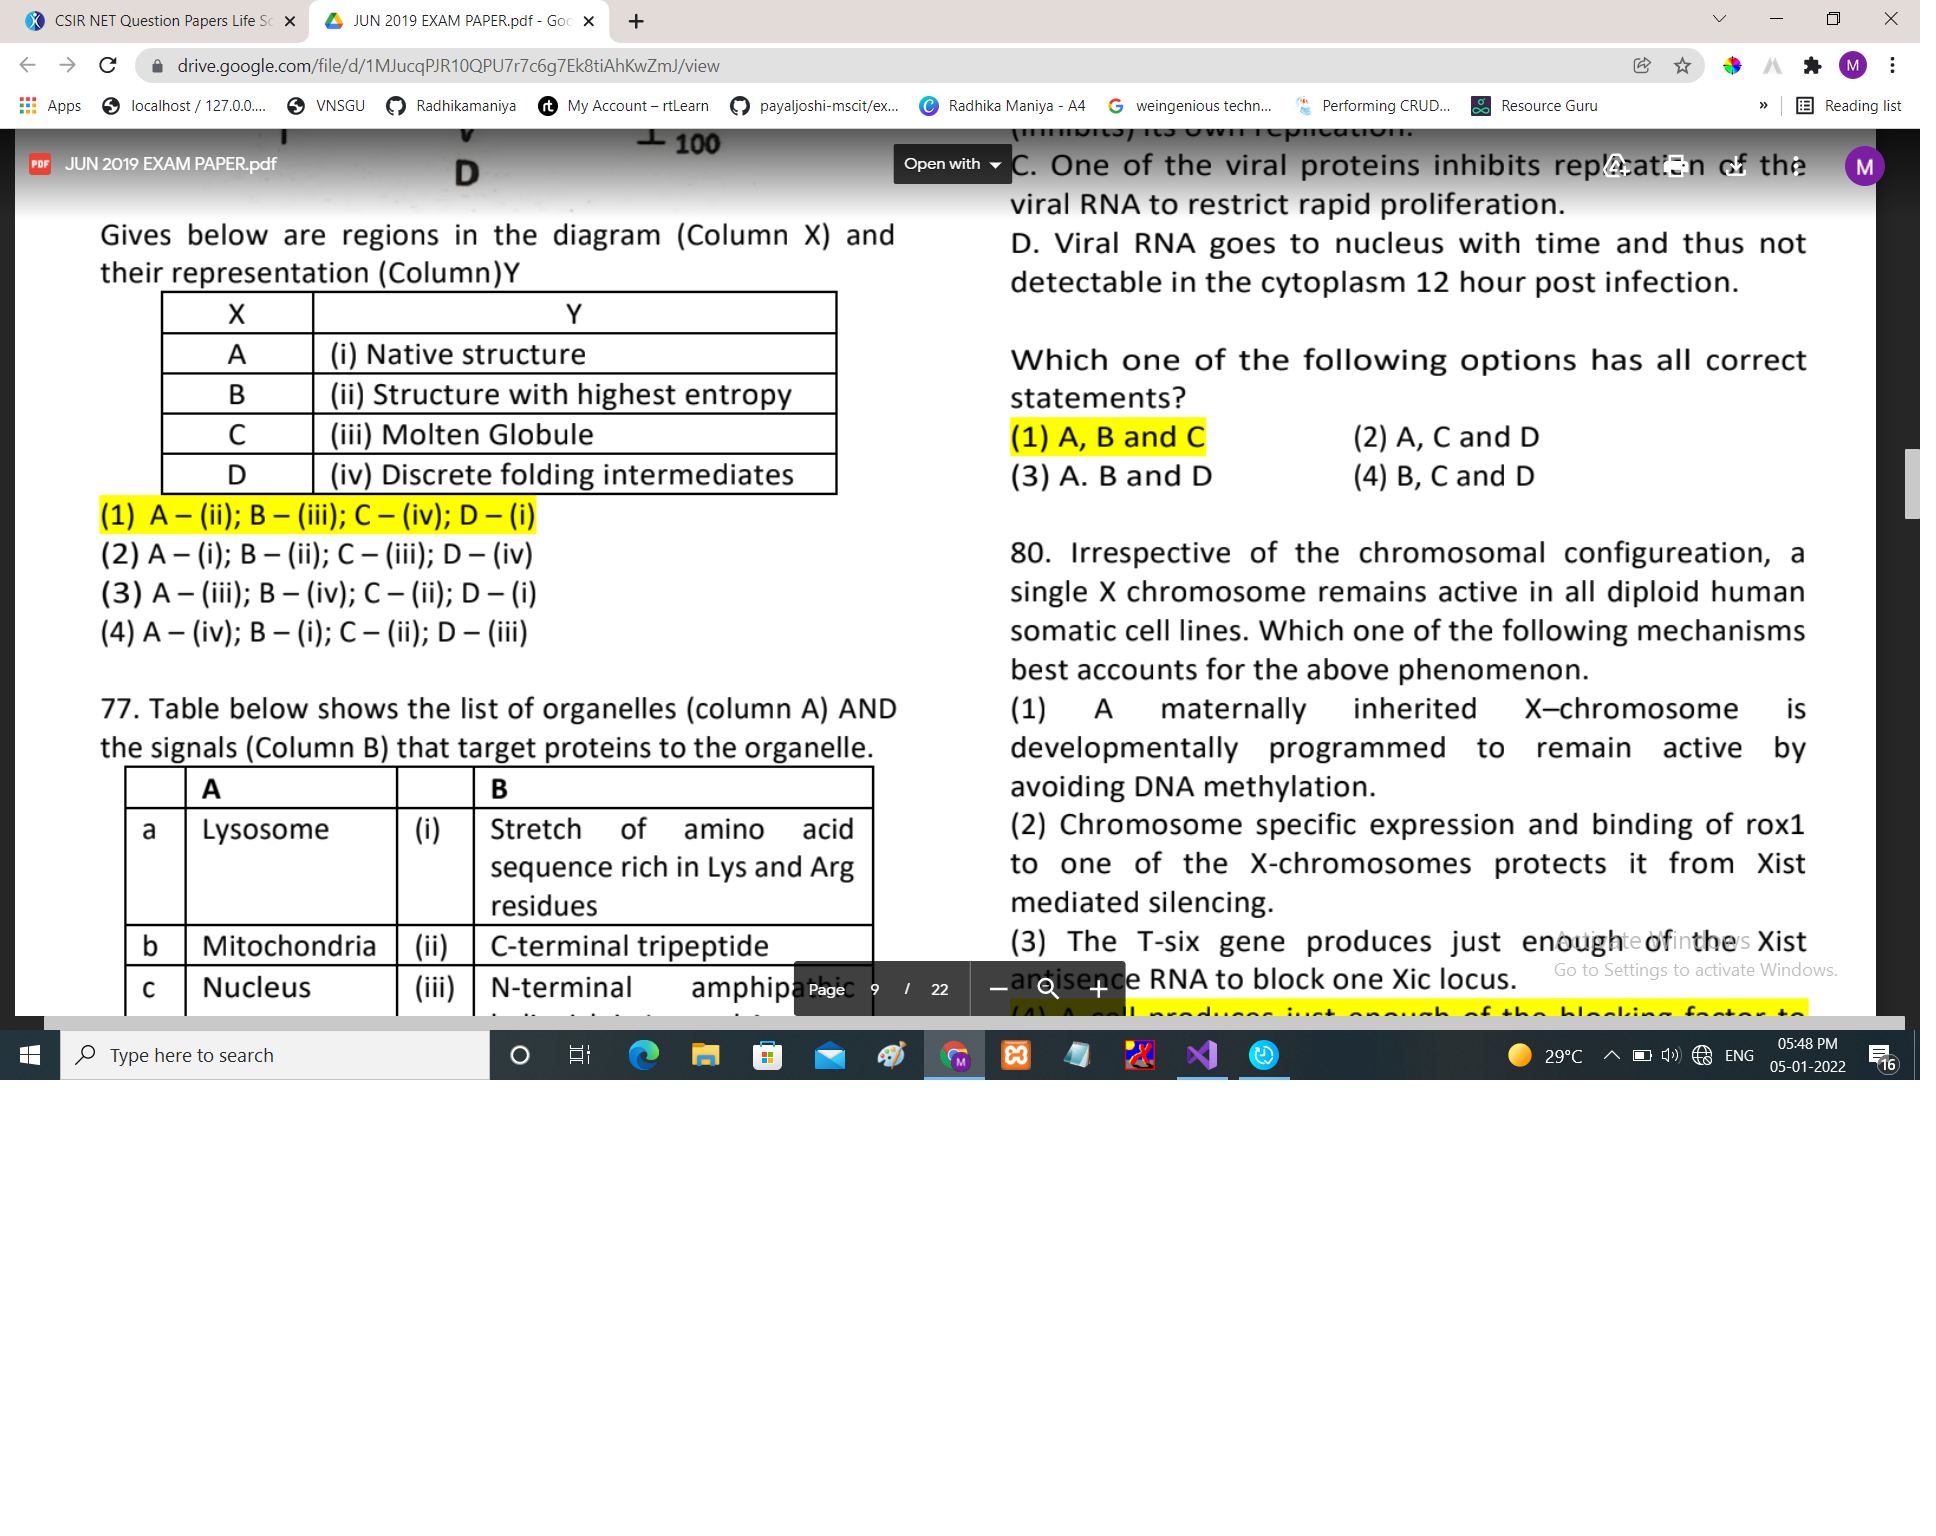 CSIR NET Question Papers Life Sc
JUN 2019 EXAM PAPER.pdf - Goo
drive.google.com/file/d/1MJucqPJR10QPU7r7c6g7Ek8tiAhKwZmJ/view
M
Apps
localhost / 127.0.0....
VNSGU
Radhikamaniya
rt
My Account – rtLearn
payaljoshi-mscit/ex...
Radhika Maniya - A4
weingenious techn...
Performing CRUD...
Resource Guru
»
Reading list
PDF
JUN 2019 EXAM PAPER.pdf
Open with
M
V
100
D
Gives below are regions in the diagram (Column X) and
their representation (Column)Y
X Y
A (i) Native structure
B (ii) Structure with highest entropy
C (iii) Molten Globule
D (iv) Discrete folding intermediates
(1) A – (ii); B – (iii); C – (iv); D – (i)
(2) A – (i); B – (ii); C – (iii); D – (iv)
(3) A – (iii); B – (iv); C – (ii); D – (i)
(4) A – (iv); B – (i); C – (ii); D – (iii)
77. Table below shows the list of organelles (column A) AND
the signals (Column B) that target proteins to the organelle.
A B
a Lysosome (i) Stretch of amino acid
sequence rich in Lys and Arg
residues
b Mitochondria (ii) C-terminal tripeptide
c Nucleus (iii) N-terminal amphipathic
(inhibits) its own replication.
C. One of the viral proteins inhibits replication of the
viral RNA to restrict rapid proliferation.
D. Viral RNA goes to nucleus with time and thus not
detectable in the cytoplasm 12 hour post infection.
Which one of the following options has all correct
statements?
(1) A, B and C (2) A, C and D
(3) A. B and D (4) B, C and D
80. Irrespective of the chromosomal configureation, a
single X chromosome remains active in all diploid human
somatic cell lines. Which one of the following mechanisms
best accounts for the above phenomenon.
(1) A maternally inherited X–chromosome is
developmentally programmed to remain active by
avoiding DNA methylation.
(2) Chromosome specific expression and binding of rox1
to one of the X-chromosomes protects it from Xist
mediated silencing.
(3) The T-six gene produces just enough of the Xist
antisence RNA to block one Xic locus.
(4) A cell produces just enough of the blocking factor to
Page 9 / 22
Activate Windows
Go to Settings to activate Windows.
Type here to search
M
29°C
ENG
05:48 PM
05-01-2022
16